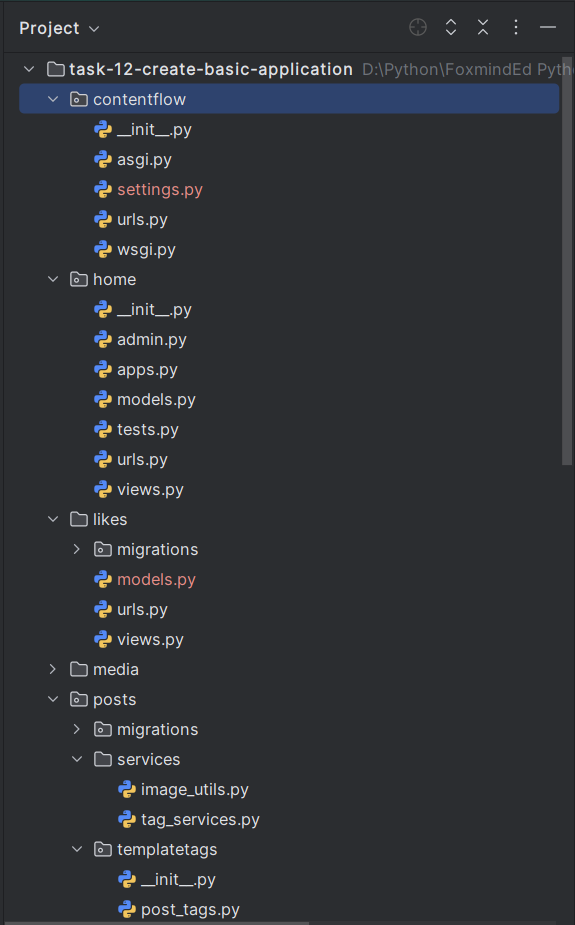 Project
task-12-create-basic-application D:\Python\FoxmindEd Pyth
contentflow
__init__.py
asgi.py
settings.py
urls.py
wsgi.py
home
__init__.py
admin.py
apps.py
models.py
tests.py
urls.py
views.py
likes
migrations
models.py
urls.py
views.py
media
posts
migrations
services
image_utils.py
tag_services.py
templatetags
__init__.py
post_tags.py